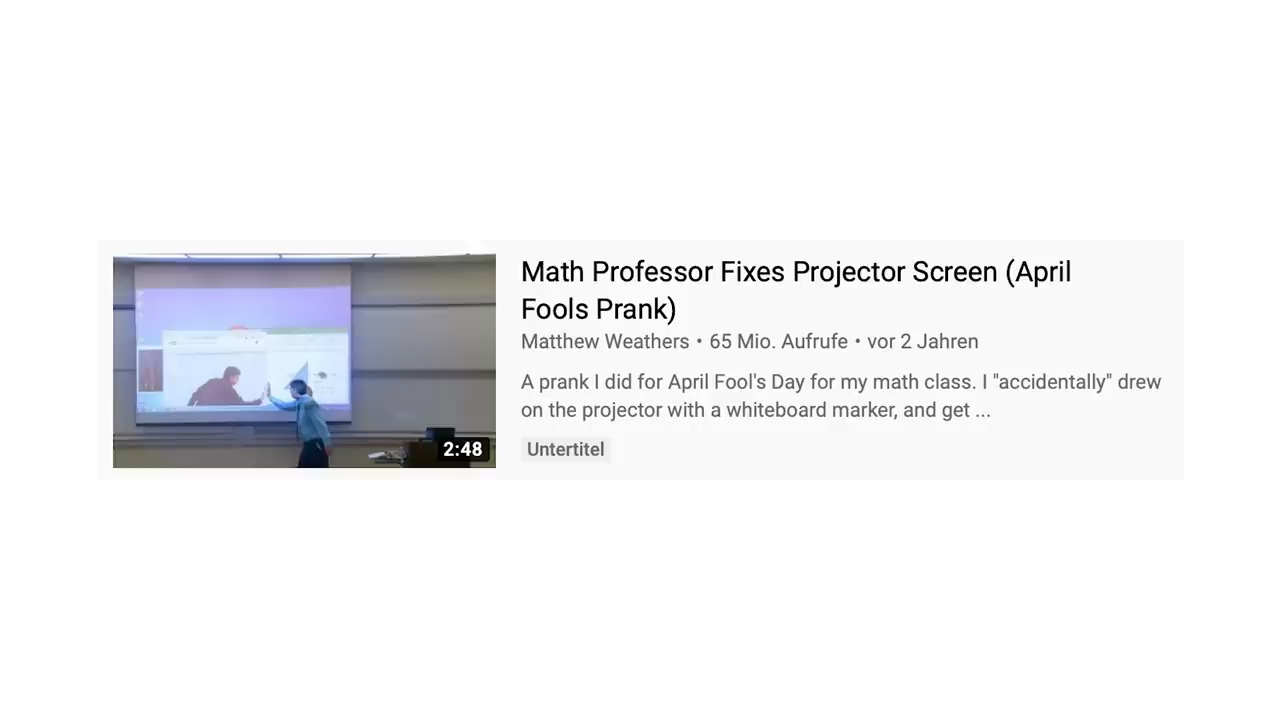 Math Professor Fixes Projector Screen (April
Fools Prank)
Matthew Weathers • 65 Mio. Aufrufe • vor 2 Jahren
A prank I did for April Fool's Day for my math class. I "accidentally" drew
on the projector with a whiteboard marker, and get ...
2:48
Untertitel